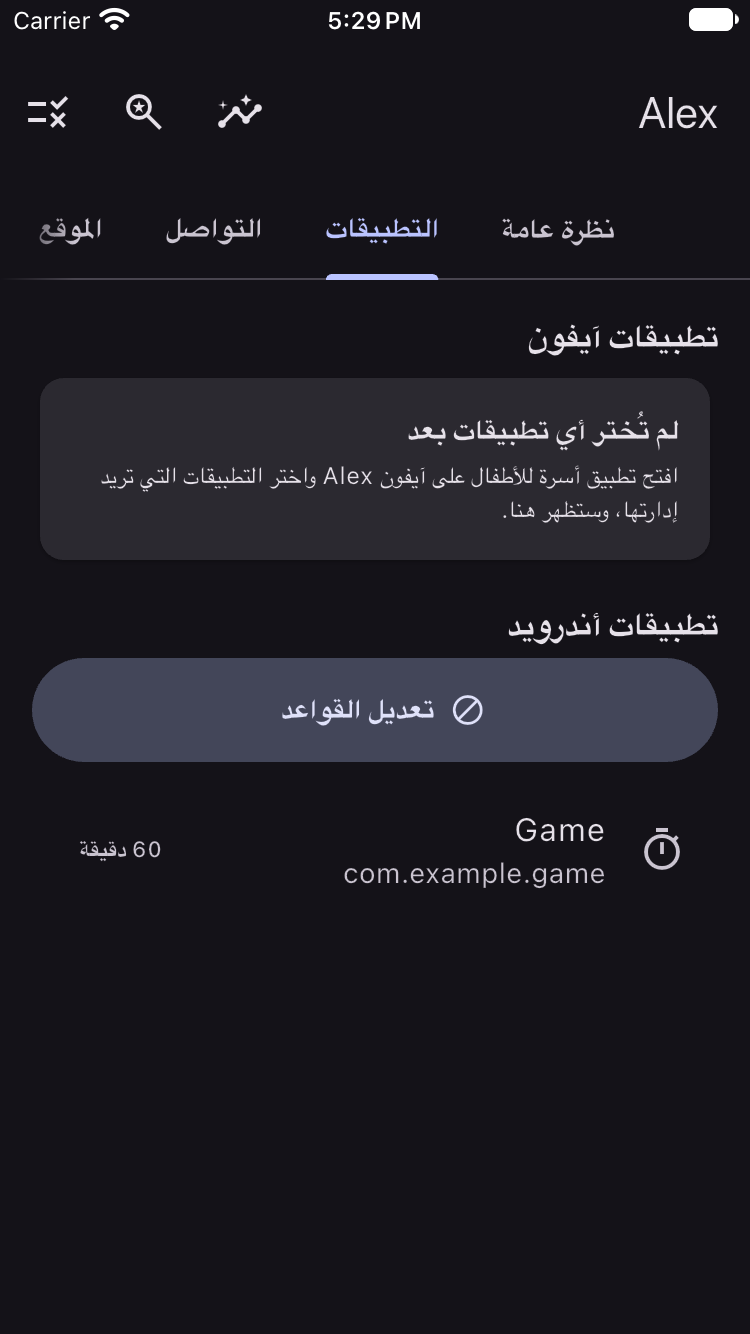 Carrier
5:29 PM
Alex
نظرة عامة
التطبيقات
التواصل
الموقع
تطبيقات آيفون
لم تُختر أي تطبيقات بعد
افتح تطبيق أسرة للأطفال على آيفون Alex واختر التطبيقات التي تريد
إدارتها، وستظهر هنا.
تطبيقات أندرويد
تعديل القواعد
Game
com.example.game
60 دقيقة